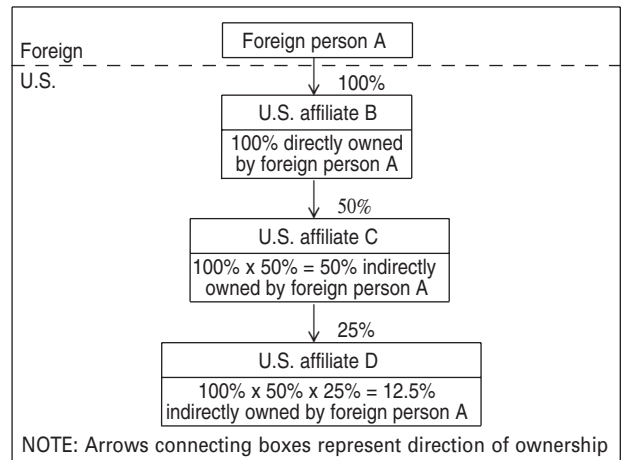 Foreign person A
Foreign
U.S.
100%
U.S. affiliate B
100% directly owned
by foreign person A
50%
U.S. affiliate C
100% x 50% = 50% indirectly
owned by foreign person A
25%
U.S. affiliate D
100% x 50% x 25% = 12.5%
indirectly owned by foreign person A
NOTE: Arrows connecting boxes represent direction of ownership